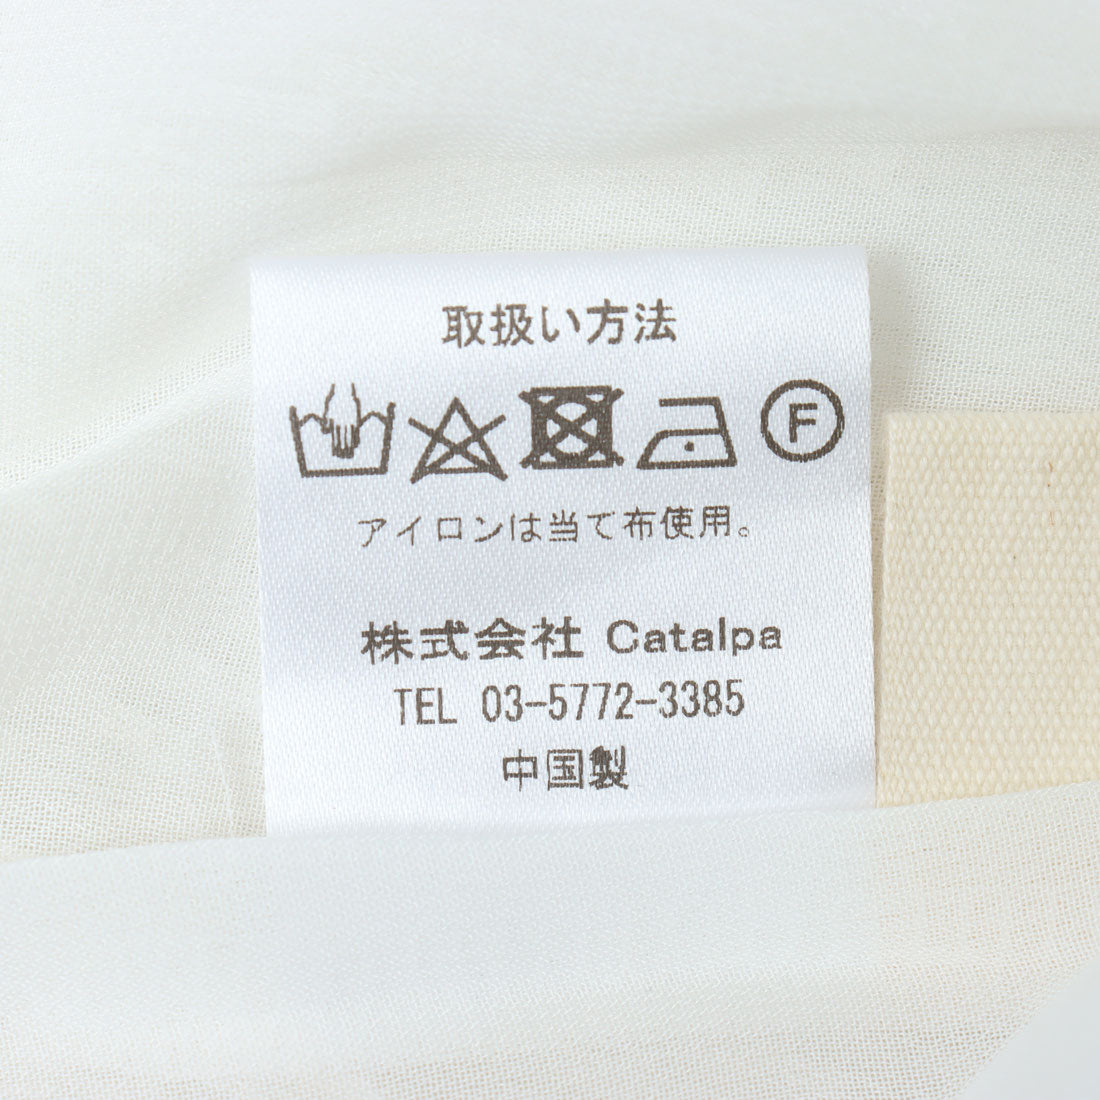 取扱い方法
F
アイロンは当て布使用。
株式会社 Catalpa
TEL 03-5772-3385
中国製